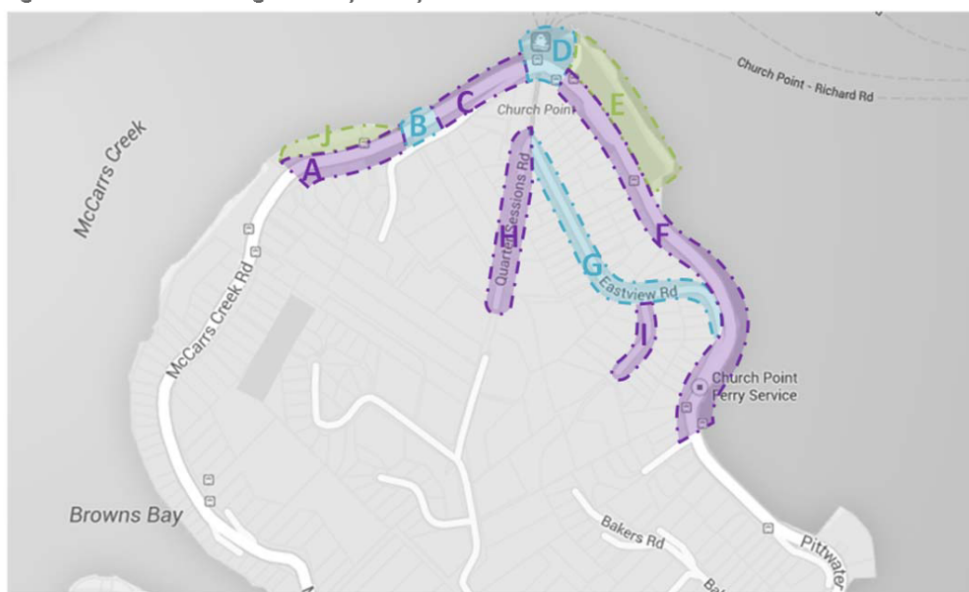 D
Church Point - Richard Rd
C
E
Church Point
B
J
A
McCarrs Creek
Quarter Sessions Rd
H
F
G
Eastview Rd
I
McCarrs Creek Rd
Church Point
Ferry Service
Browns Bay
Bakers Rd
Pittwater